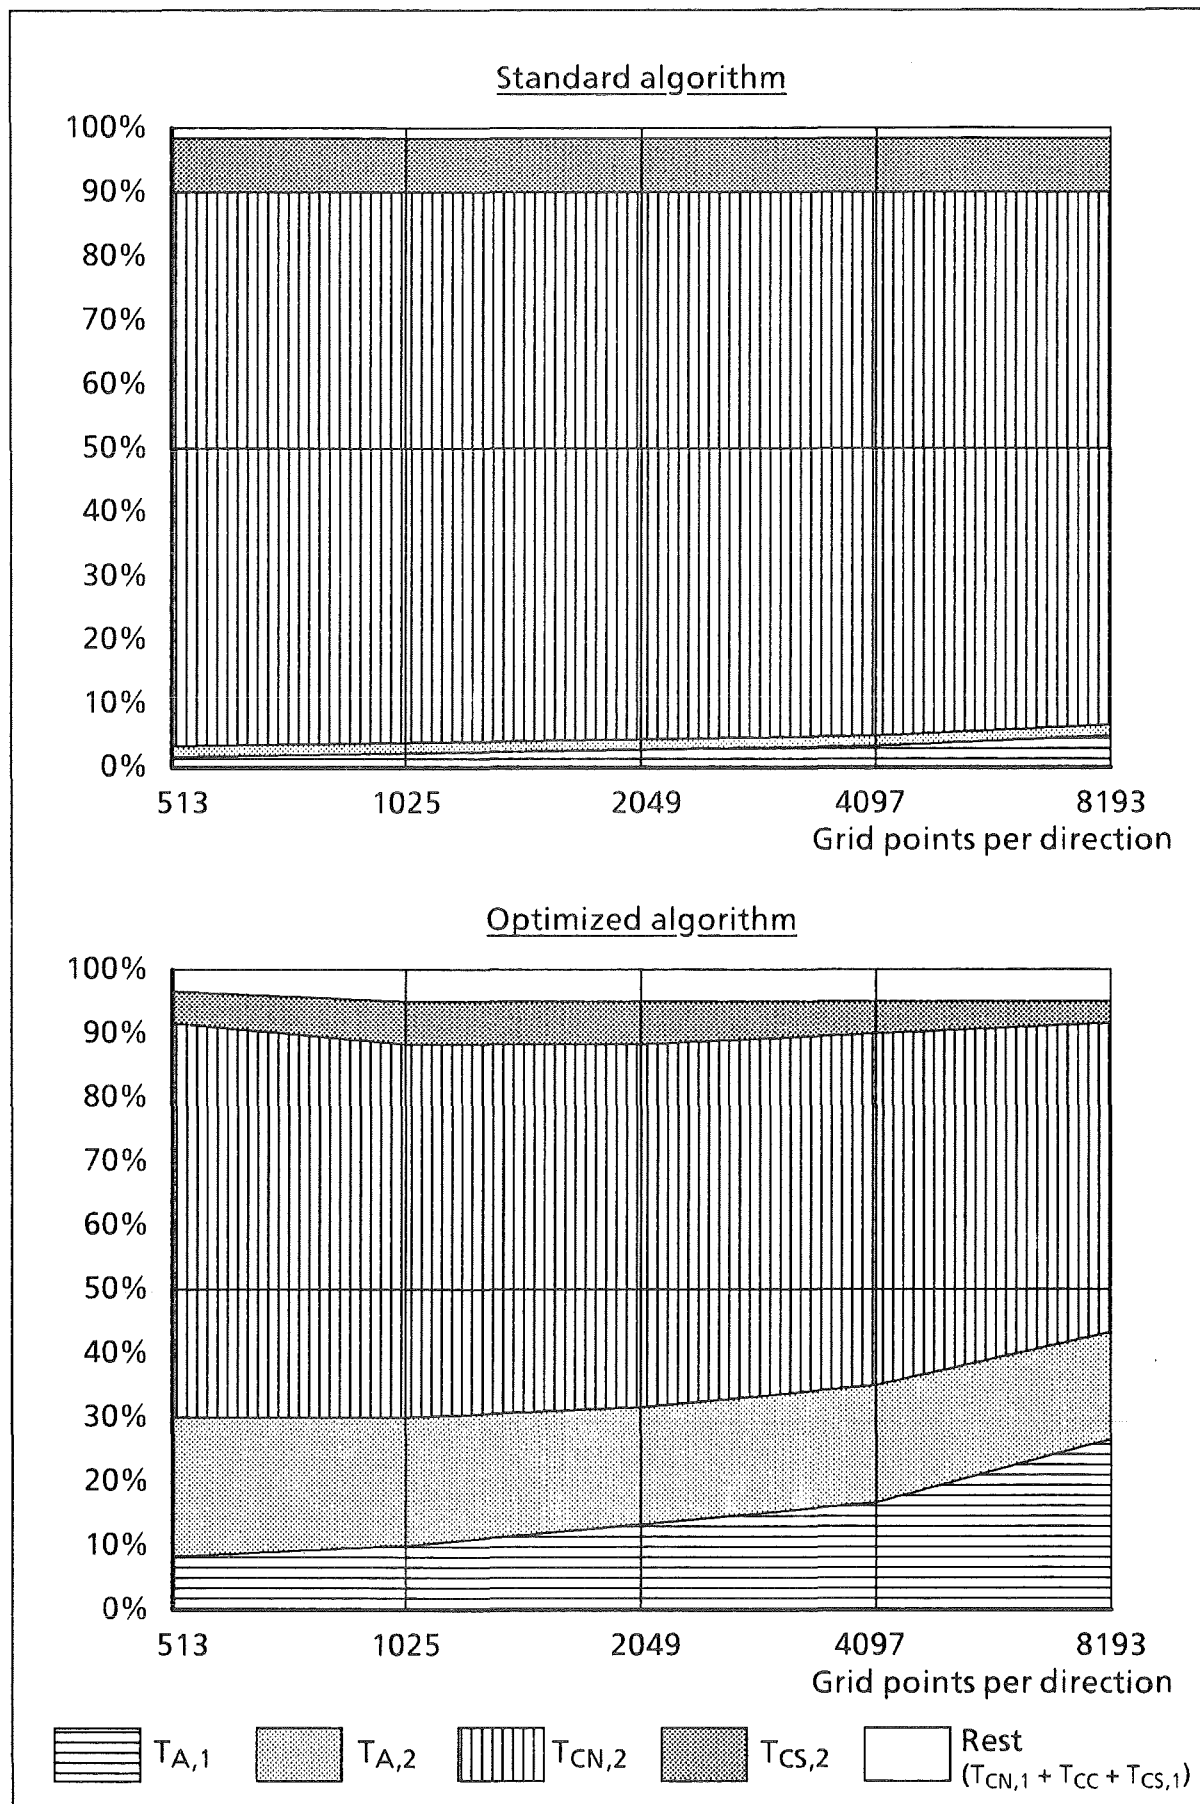 Standard algorithm
100%
90%
80%
70%
60%
50%
40%
30%
20%
10%
0%
513 1025 2049 4097 8193
Grid points per direction
Optimized algorithm
100%
90%
80%
70%
60%
50%
40%
30%
20%
10%
0%
513 1025 2049 4097 8193
Grid points per direction
TA,1 TA,2 TCN,2 TCS,2 Rest
(TCN,1 + TCC + TCS,1)